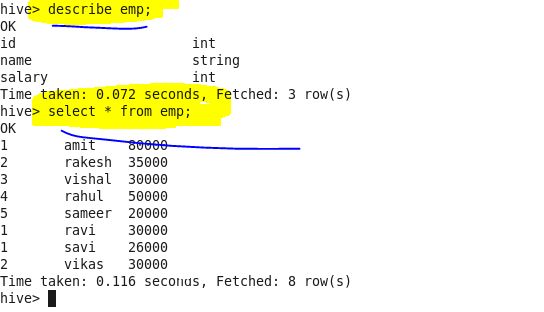 hive> describe emp;
OK
id int
name string
salary int
Time taken: 0.072 seconds, Fetched: 3 row(s)
hive> select * from emp;
OK
1 amit 80000
2 rakesh 35000
3 vishal 30000
4 rahul 50000
5 sameer 20000
1 ravi 30000
1 savi 26000
2 vikas 30000
Time taken: 0.116 seconds, Fetched: 8 row(s)
hive>